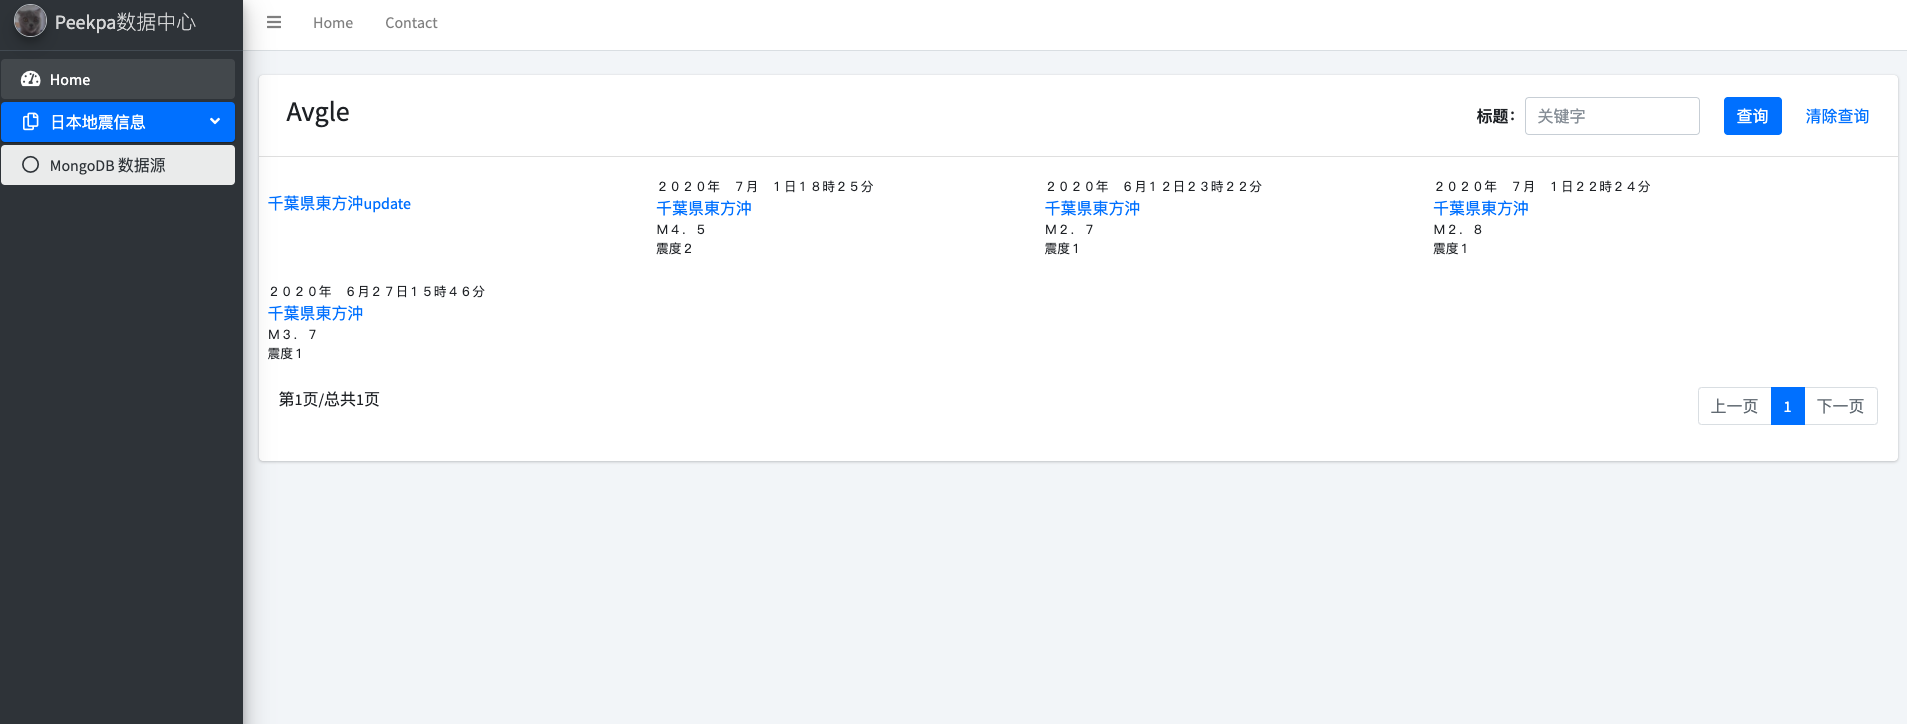 Peekpa数据中心
Home
Contact
Home
日本地震信息
MongoDB 数据源
Avgle
标题：
关键字
查询
清除查询
千葉県東方沖update
２０２０年　７月　１日１８時２５分
千葉県東方沖
Ｍ４．５
震度２
２０２０年　６月１２日２３時２２分
千葉県東方沖
Ｍ２．７
震度１
２０２０年　７月　１日２２時２４分
千葉県東方沖
Ｍ２．８
震度１
２０２０年　６月２７日１５時４６分
千葉県東方沖
Ｍ３．７
震度１
第1页/总共1页
上一页
1
下一页